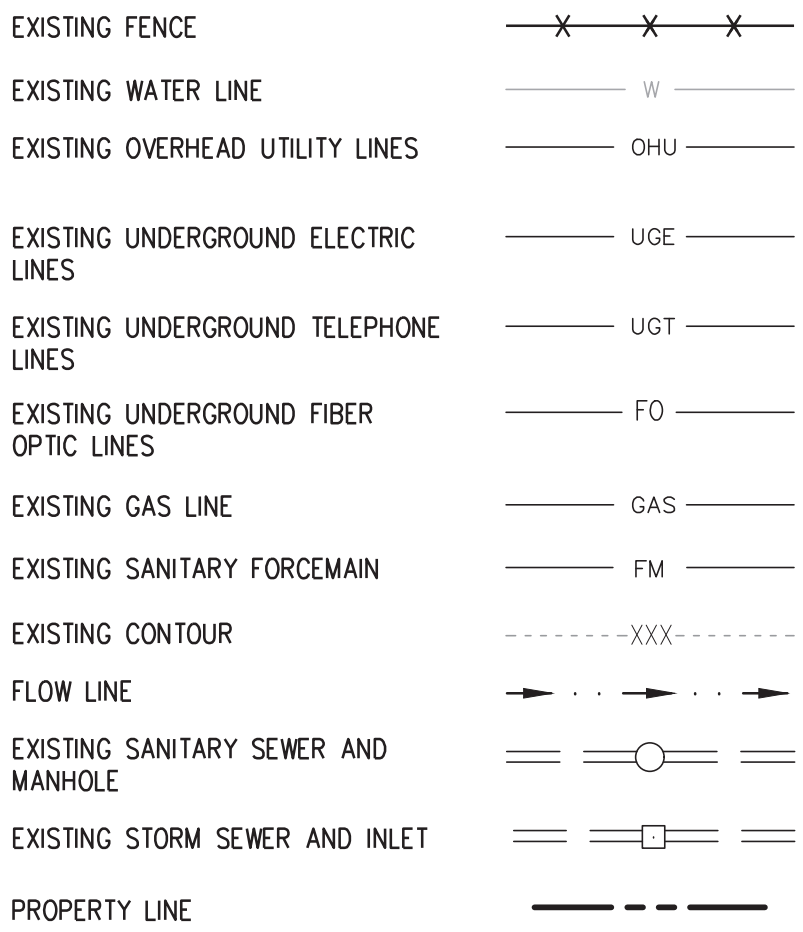 EXISTING FENCE
X X X
EXISTING WATER LINE
W
EXISTING OVERHEAD UTILITY LINES
OHU
EXISTING UNDERGROUND ELECTRIC
LINES
UGE
EXISTING UNDERGROUND TELEPHONE
LINES
UGT
EXISTING UNDERGROUND FIBER
OPTIC LINES
FO
EXISTING GAS LINE
GAS
EXISTING SANITARY FORCEMAIN
FM
EXISTING CONTOUR
XXX
FLOW LINE
EXISTING SANITARY SEWER AND
MANHOLE
EXISTING STORM SEWER AND INLET
PROPERTY LINE